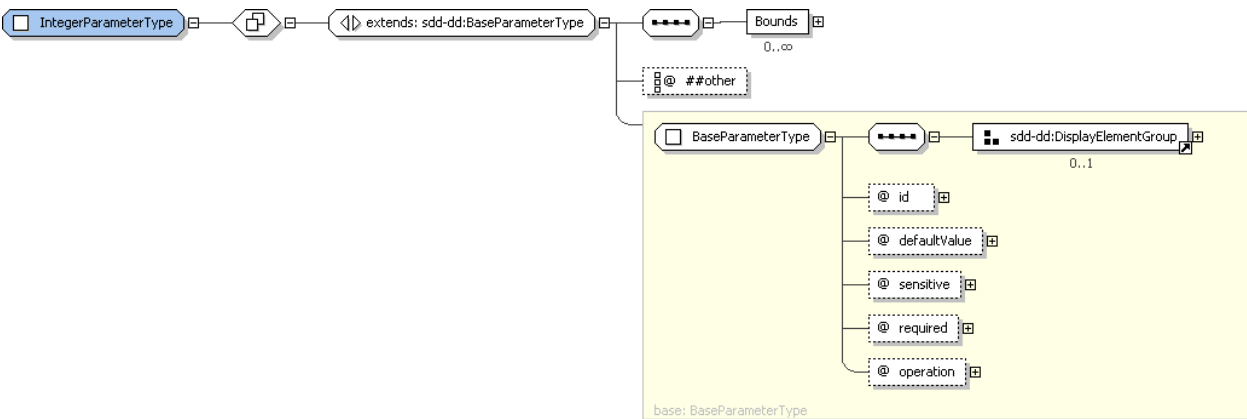 IntegerParameterType
extends: sdd-dd:BaseParameterType
Bounds
0..∞
@ ##other
BaseParameterType
sdd-dd:DisplayElementGroup
0..1
@ id
@ defaultValue
@ sensitive
@ required
@ operation
base: BaseParameterType